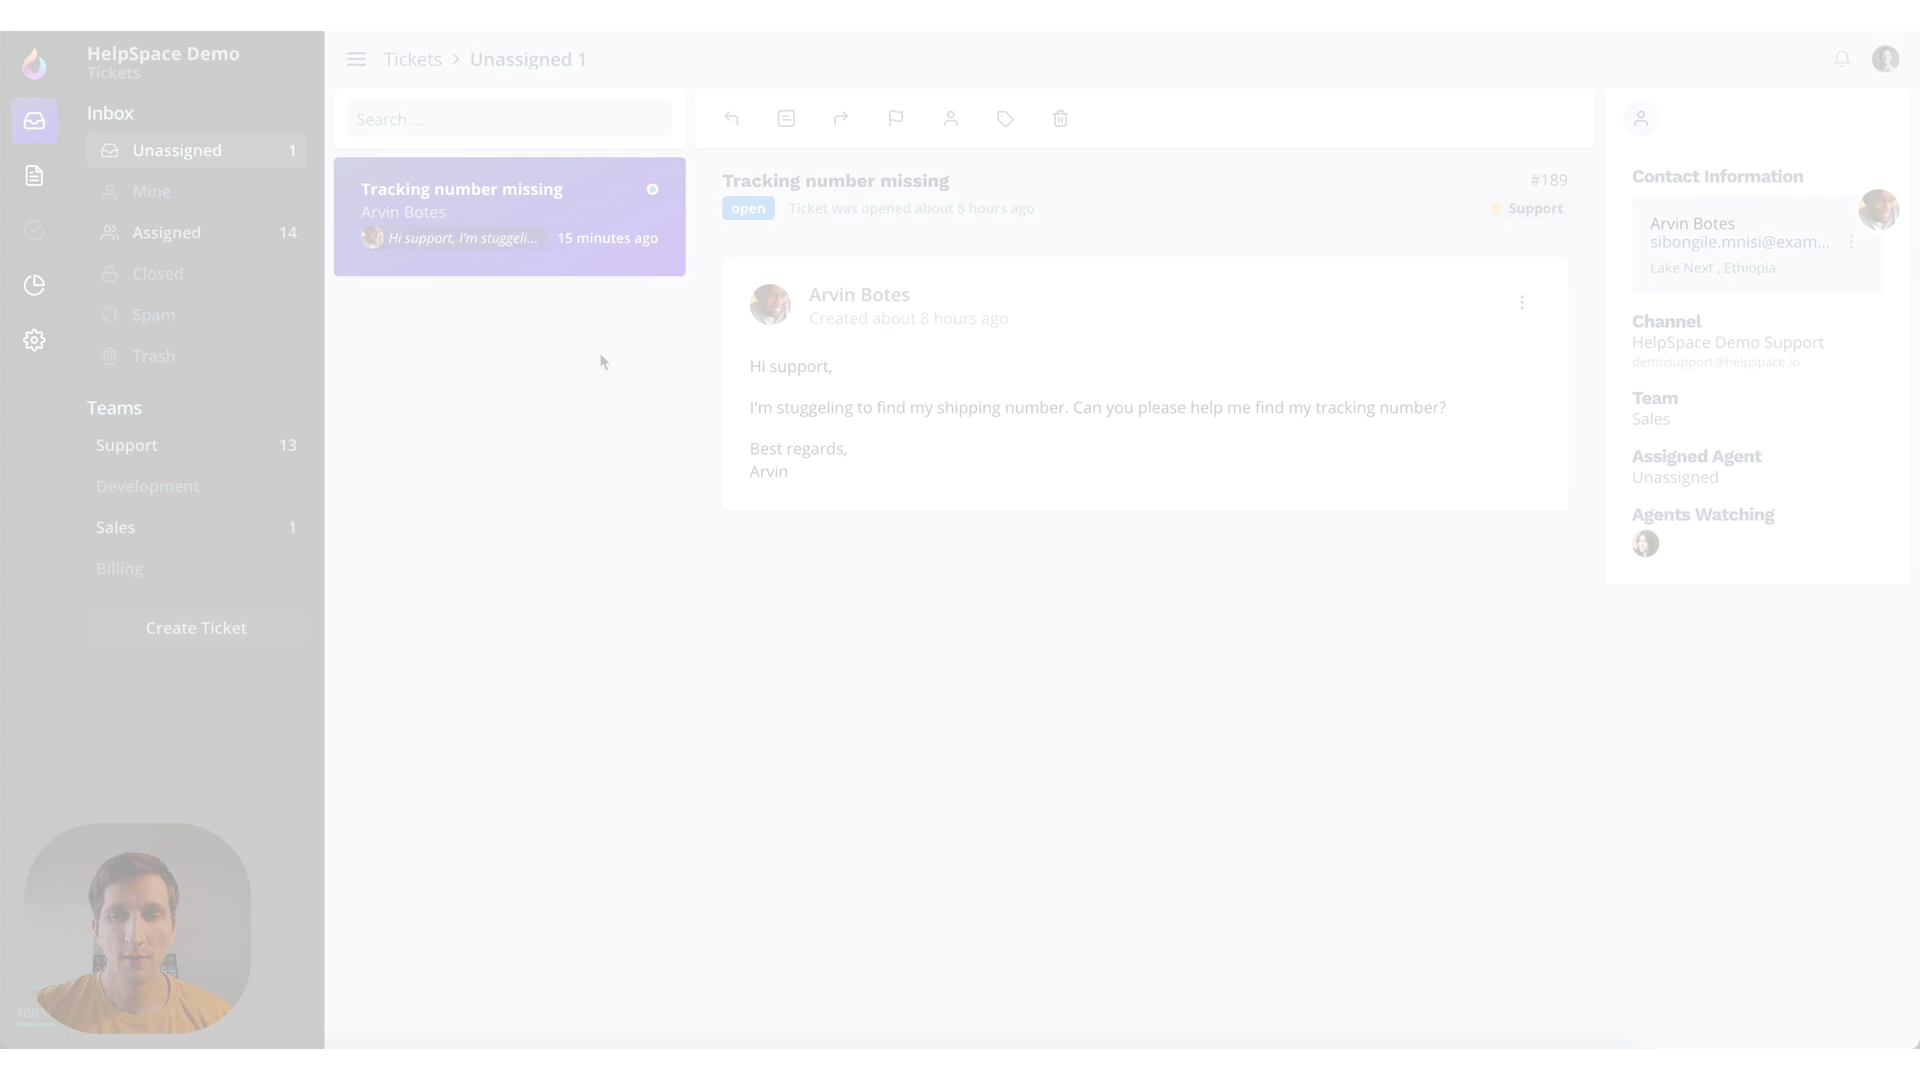 HelpSpace Demo
Tickets
Inbox
Unassigned 1
Mine
Assigned 14
Closed
Spam
Trash
Teams
Support 13
Development
Sales 1
Billing
Create Ticket
100
Tickets > Unassigned 1
Search ...
Tracking number missing
Arvin Botes
Hi support, I'm stuggeli... 15 minutes ago
Tracking number missing #189
open Ticket was opened about 8 hours ago Support
Arvin Botes
Created about 8 hours ago
Hi support,
I'm stuggeling to find my shipping number. Can you please help me find my tracking number?
Best regards,
Arvin
Contact Information
Arvin Botes
sibongile.mnisi@exam...
Lake Next , Ethiopia
Channel
HelpSpace Demo Support
demosupport@helpspace.io
Team
Sales
Assigned Agent
Unassigned
Agents Watching